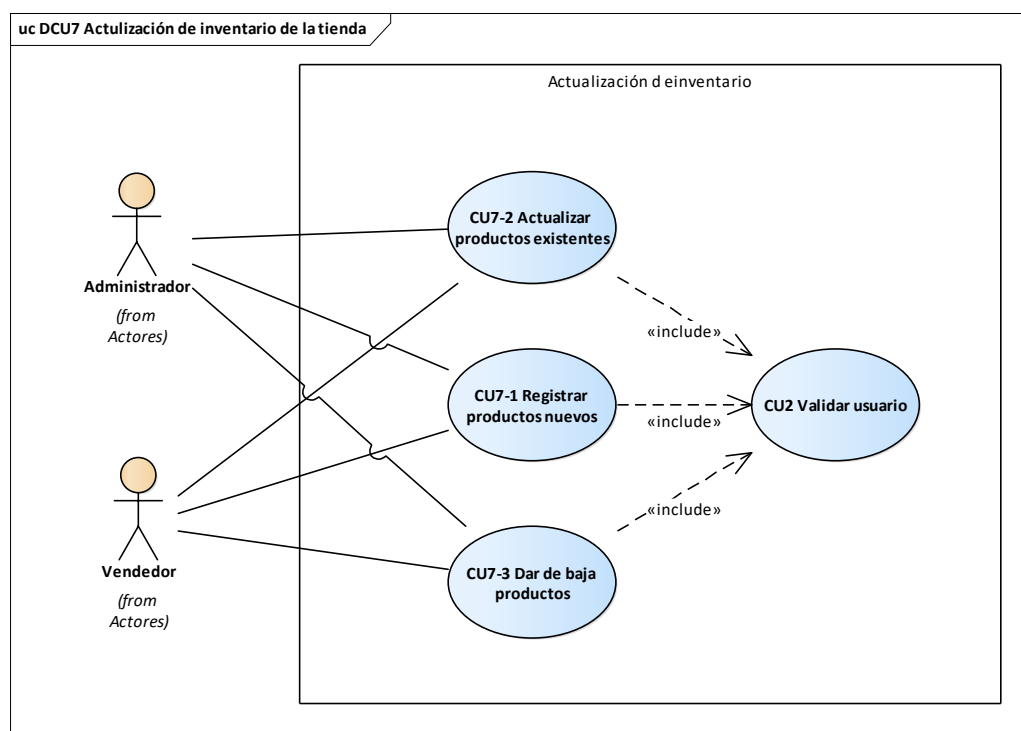 uc DCU7 Actulización de inventario de la tienda
Actualización d einventario
CU7-2 Actualizar
productos existentes
Administrador
(from
Actores)
«include»
CU7-1 Registrar
productos nuevos
«include»
CU2 Validar usuario
Vendedor
(from
Actores)
«include»
CU7-3 Dar de baja
productos